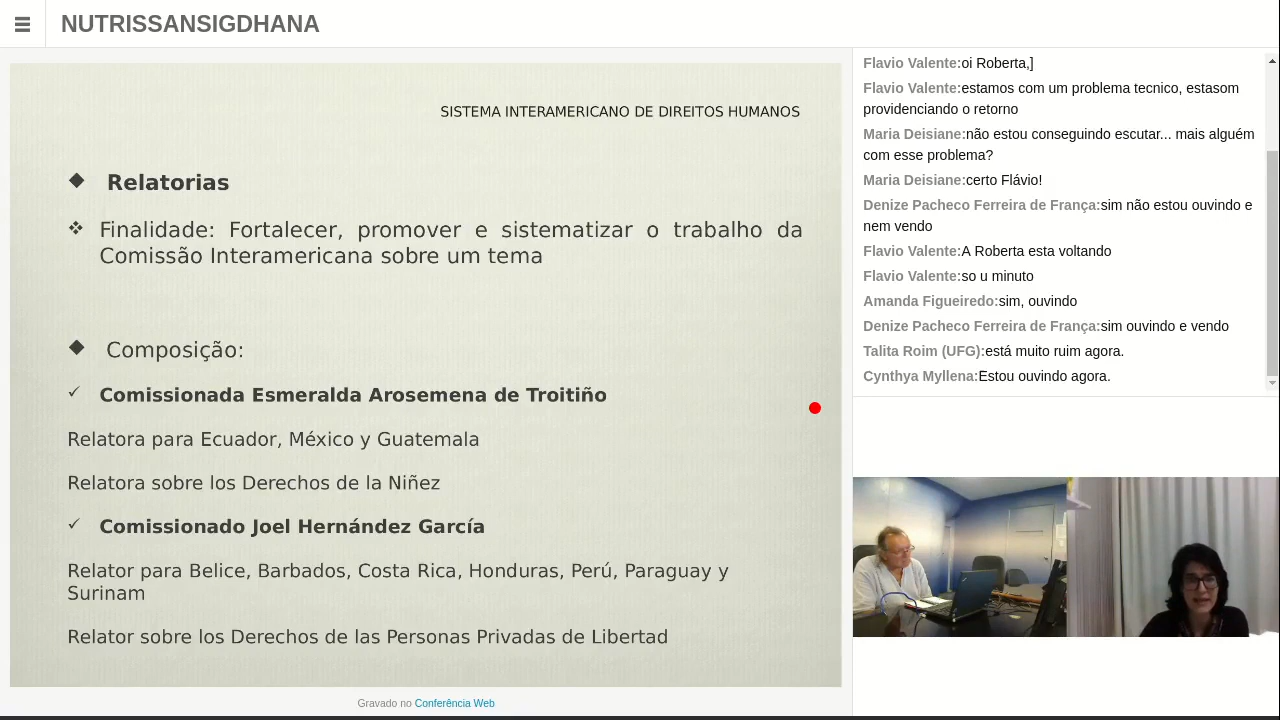 NUTRISSANSIGDHANA
SISTEMA INTERAMERICANO DE DIREITOS HUMANOS
Relatorias
Finalidade: Fortalecer, promover e sistematizar o trabalho da
Comissão Interamericana sobre um tema
Composição:
Comissionada Esmeralda Arosemena de Troitiño
Relatora para Ecuador, México y Guatemala
Relatora sobre los Derechos de la Niñez
Comissionado Joel Hernández García
Relator para Belice, Barbados, Costa Rica, Honduras, Perú, Paraguay y
Surinam
Relator sobre los Derechos de las Personas Privadas de Libertad
Gravado no Conferência Web
Flavio Valente:oi Roberta,]
Flavio Valente:estamos com um problema tecnico, estasom
providenciando o retorno
Maria Deisiane:não estou conseguindo escutar... mais alguém
com esse problema?
Maria Deisiane:certo Flávio!
Denize Pacheco Ferreira de França:sim não estou ouvindo e
nem vendo
Flavio Valente:A Roberta esta voltando
Flavio Valente:so u minuto
Amanda Figueiredo:sim, ouvindo
Denize Pacheco Ferreira de França:sim ouvindo e vendo
Talita Roim (UFG):está muito ruim agora.
Cynthya Myllena:Estou ouvindo agora.